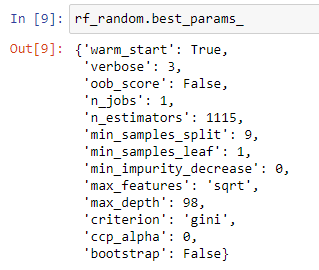 In [9]: rf_random.best_params_
Out[9]: {'warm_start': True,
'verbose': 3,
'oob_score': False,
'n_jobs': 1,
'n_estimators': 1115,
'min_samples_split': 9,
'min_samples_leaf': 1,
'min_impurity_decrease': 0,
'max_features': 'sqrt',
'max_depth': 98,
'criterion': 'gini',
'ccp_alpha': 0,
'bootstrap': False}